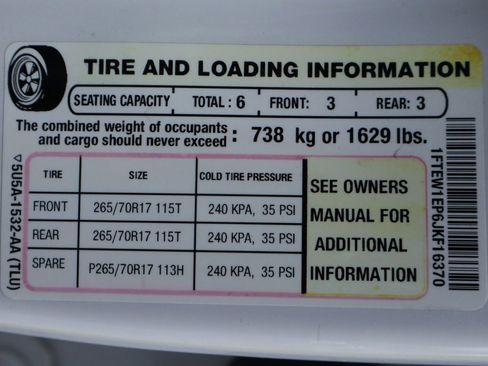 TIRE AND LOADING INFORMATION
SEATING CAPACITY TOTAL : 6 FRONT: 3 REAR: 3
The combined weight of occupants
and cargo should never exceed : 738 kg or 1629 lbs.
TIRE SIZE COLD TIRE PRESSURE
FRONT 265/70R17 115T 240 KPA, 35 PSI
REAR 265/70R17 115T 240 KPA, 35 PSI
SPARE P265/70R17 113H 240 KPA, 35 PSI
SEE OWNERS
MANUAL FOR
ADDITIONAL
INFORMATION
▽5U5A-1532-AA (TLU)
1FTEW1EP6JKF16370